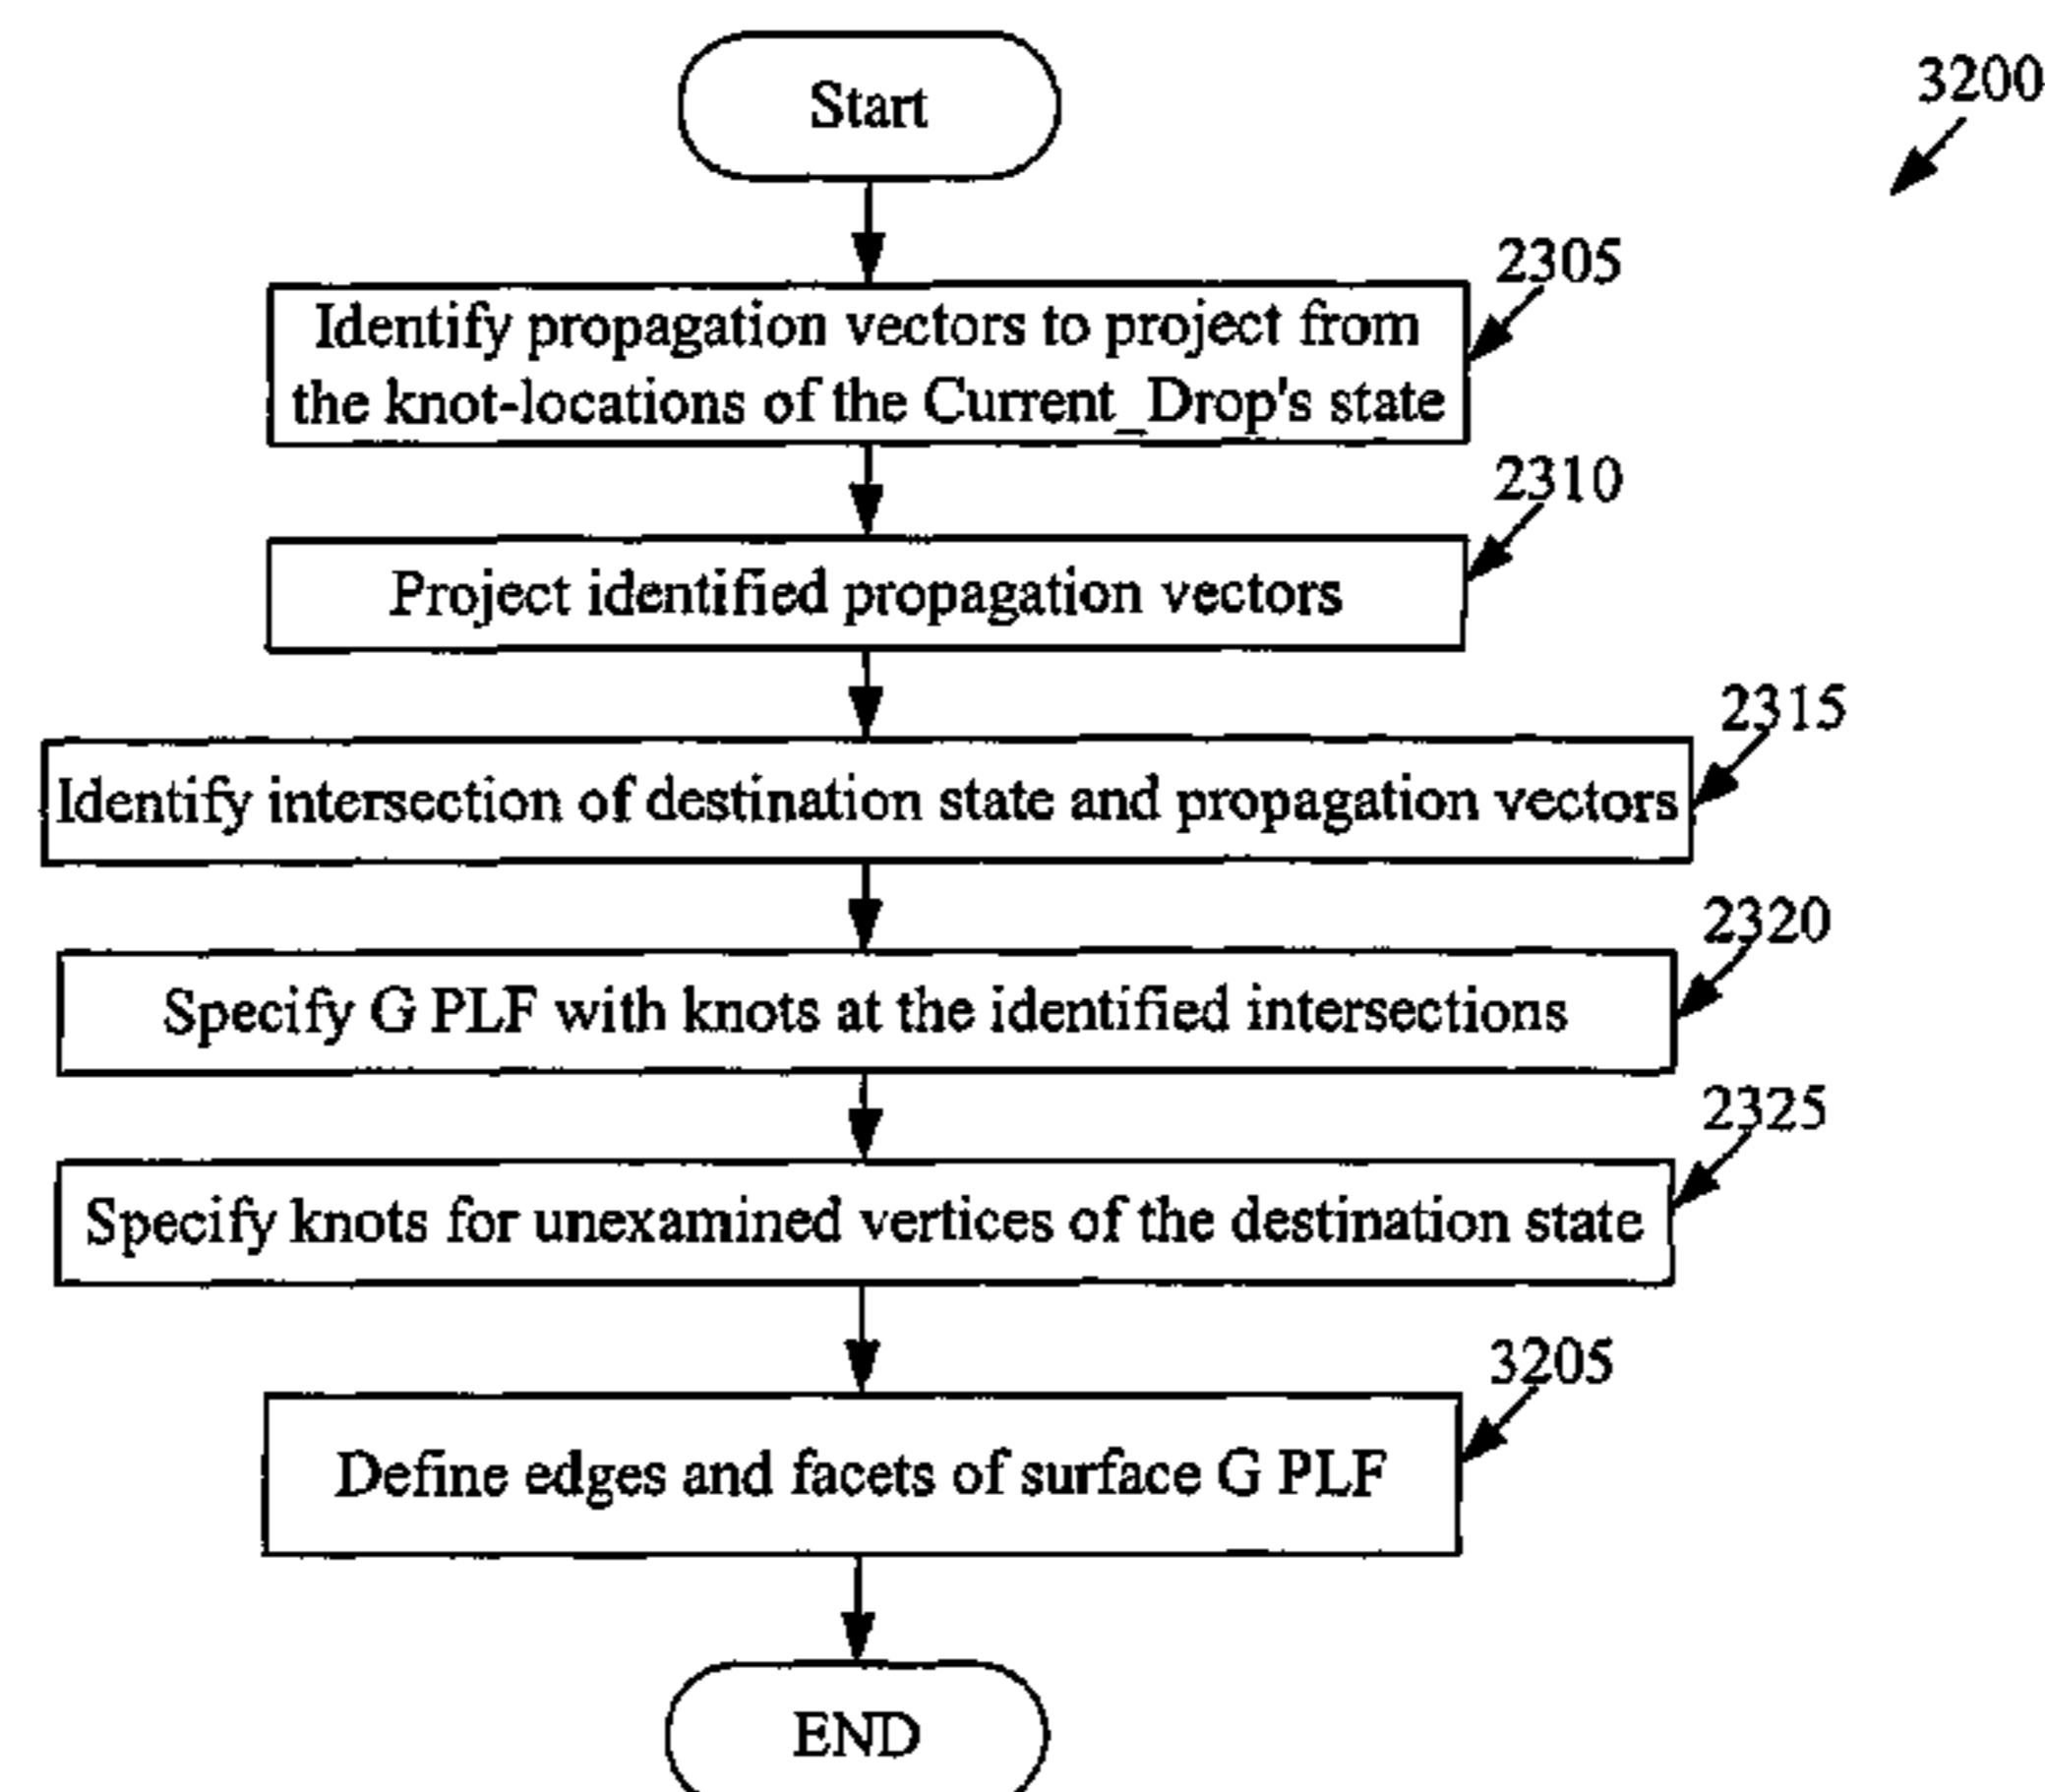 Start
3200
2305
Identify propagation vectors to project from
the knot-locations of the Current_Drop's state
2310
Project identified propagation vectors
2315
Identify intersection of destination state and propagation vectors
2320
Specify G PLF with knots at the identified intersections
2325
Specify knots for unexamined vertices of the destination state
3205
Define edges and facets of surface G PLF
END